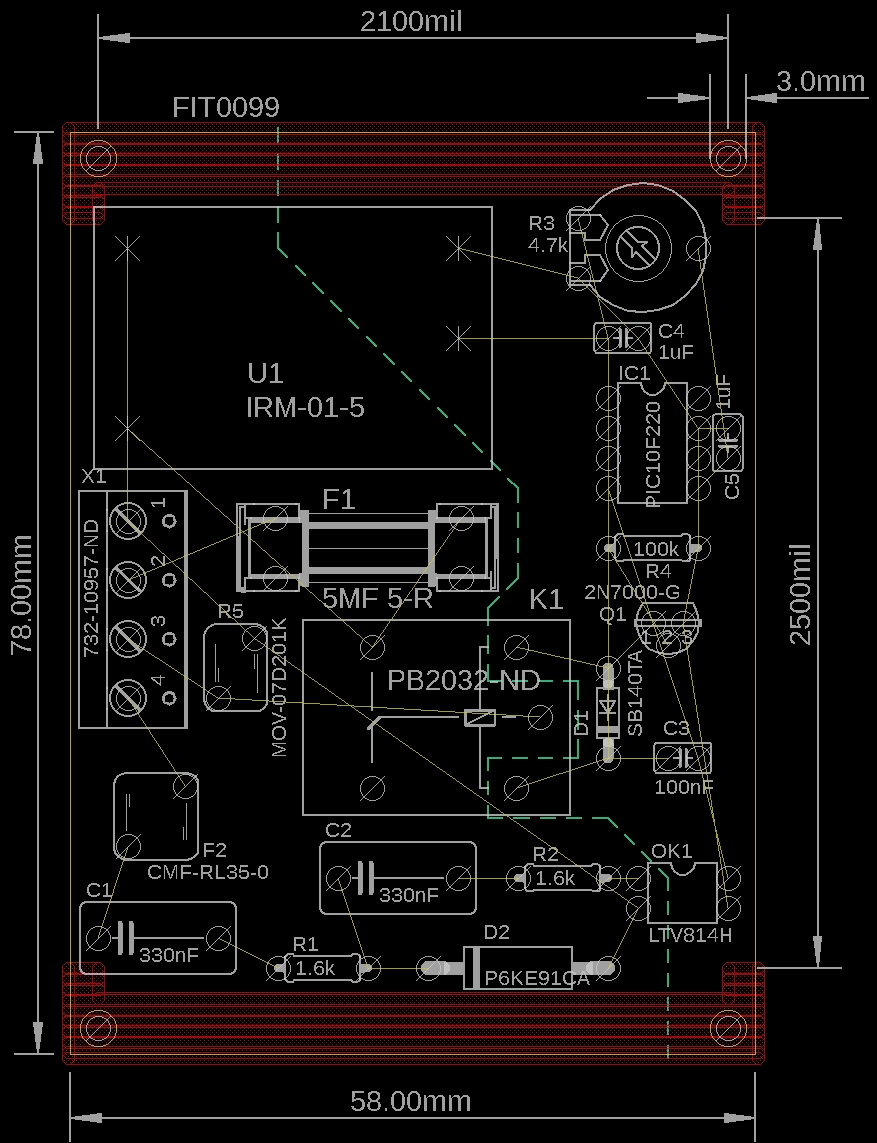 2100mil
3.0mm
FIT0099
R3
4.7k
C4
1uF
U1
IRM-01-5
IC1
PIC10F220
1uF
C5
X1
1
2
3
4
732-10957-ND
F1
5MF 5-R
100k
R4
2N7000-G
Q1
1 2 3
78.00mm
2500mil
R5
MOV-07D201K
K1
PB2032-ND
D1
SB140TA
C3
100nF
F2
CMF-RL35-0
C2
330nF
R2
1.6k
OK1
LTV814H
C1
330nF
R1
1.6k
D2
P6KE91CA
58.00mm